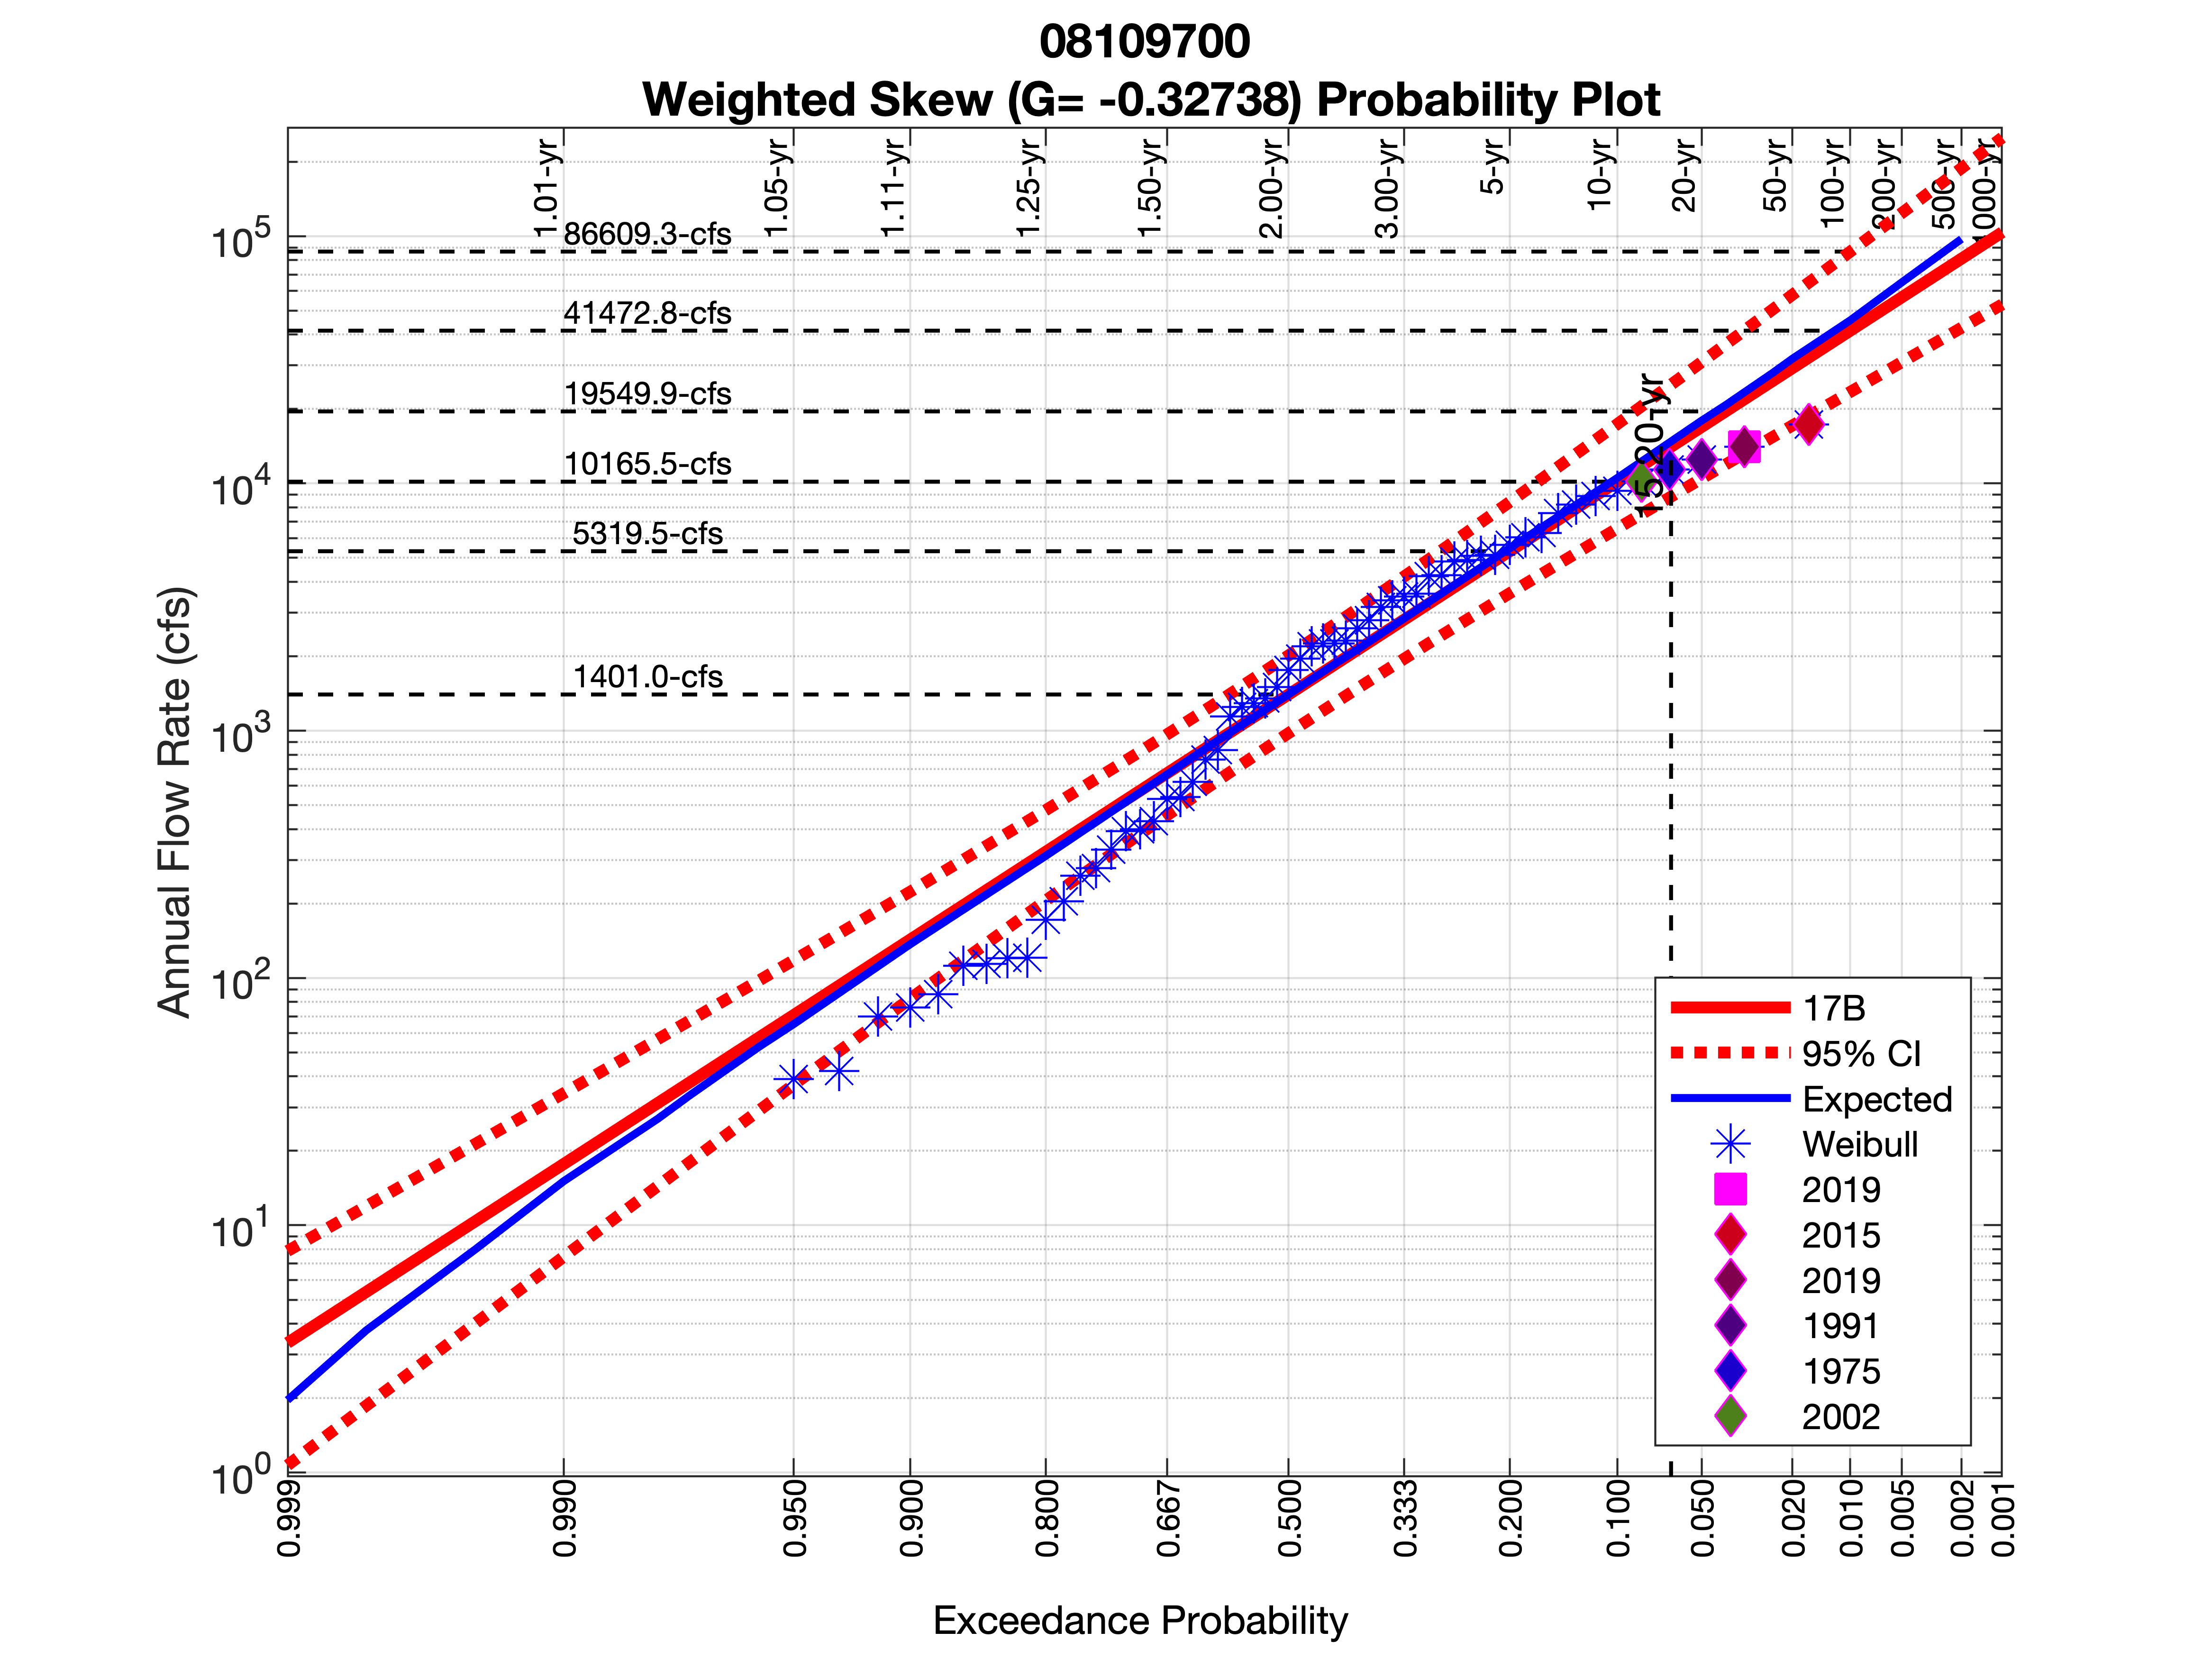 08109700
Weighted Skew (G= -0.32738) Probability Plot
1.01-yr
1.05-yr
1.11-yr
1.25-yr
1.50-yr
2.00-yr
3.00-yr
5-yr
10-yr
20-yr
50-yr
100-yr
200-yr
500-yr
1000-yr
86609.3-cfs
41472.8-cfs
19549.9-cfs
10165.5-cfs
5319.5-cfs
1401.0-cfs
15.20-yr
Annual Flow Rate (cfs)
10⁵
10⁴
10³
10²
10¹
10⁰
17B
95% CI
Expected
Weibull
2019
2015
2019
1991
1975
2002
0.999
0.990
0.950
0.900
0.800
0.667
0.500
0.333
0.200
0.100
0.050
0.020
0.010
0.005
0.002
0.001
Exceedance Probability